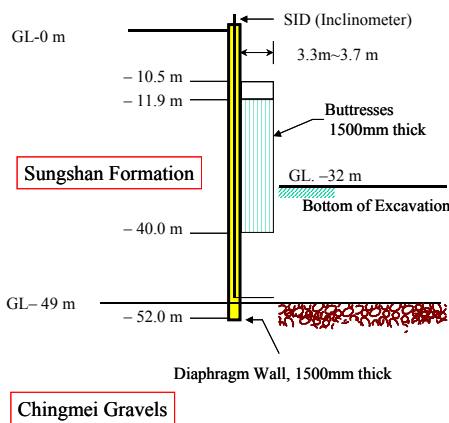 SID (Inclinometer)
GL-0 m
3.3m~3.7 m
– 10.5 m
– 11.9 m
Buttresses
1500mm thick
Sungshan Formation
GL. –32 m
Bottom of Excavation
– 40.0 m
GL– 49 m
– 52.0 m
Diaphragm Wall, 1500mm thick
Chingmei Gravels